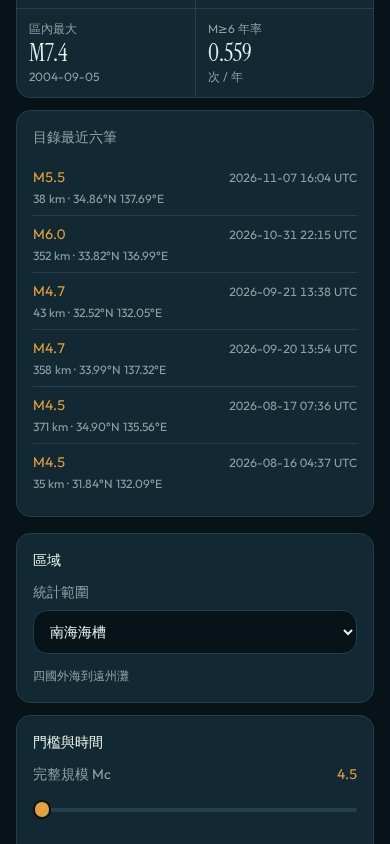 區內最大
M7.4
2004-09-05
M≥6 年率
0.559
次 / 年
目錄最近六筆
M5.5 2026-11-07 16:04 UTC
38 km · 34.86°N 137.69°E
M6.0 2026-10-31 22:15 UTC
352 km · 33.82°N 136.99°E
M4.7 2026-09-21 13:38 UTC
43 km · 32.52°N 132.05°E
M4.7 2026-09-20 13:54 UTC
358 km · 33.99°N 137.32°E
M4.5 2026-08-17 07:36 UTC
371 km · 34.90°N 135.56°E
M4.5 2026-08-16 04:37 UTC
35 km · 31.84°N 132.09°E
區域
統計範圍
南海海槽
四國外海到遠州灘
門檻與時間
完整規模 Mc 4.5